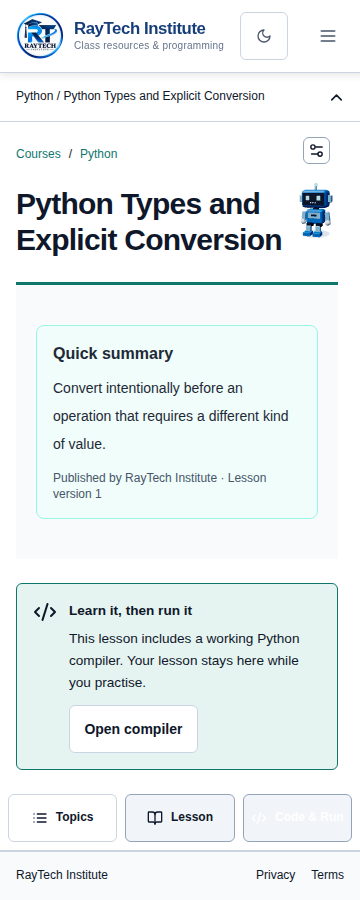 RT
RAYTECH
RayTech Institute
Class resources & programming
Python / Python Types and Explicit Conversion
Courses / Python
Python Types and
Explicit Conversion
Quick summary
Convert intentionally before an
operation that requires a different kind
of value.
Published by RayTech Institute · Lesson
version 1
Learn it, then run it
This lesson includes a working Python
compiler. Your lesson stays here while
you practise.
Open compiler
Topics
Lesson
Code & Run
RayTech Institute
Privacy
Terms